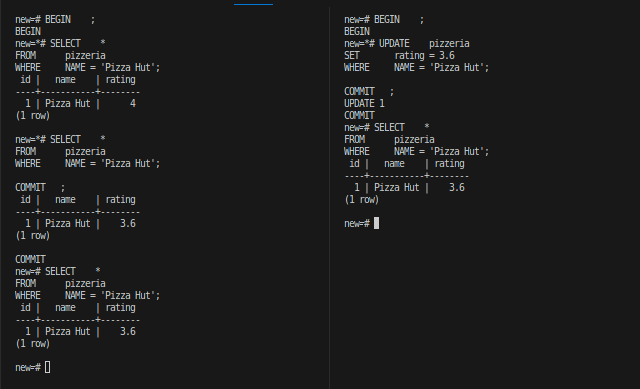 new=# BEGIN    ;
BEGIN
new=*# SELECT    *
FROM      pizzeria
WHERE     NAME = 'Pizza Hut';
 id |   name    | rating
----+-----------+--------
  1 | Pizza Hut |      4
(1 row)

new=*# SELECT    *
FROM      pizzeria
WHERE     NAME = 'Pizza Hut';

COMMIT   ;
 id |   name    | rating
----+-----------+--------
  1 | Pizza Hut |    3.6
(1 row)

COMMIT
new=# SELECT    *
FROM      pizzeria
WHERE     NAME = 'Pizza Hut';
 id |   name    | rating
----+-----------+--------
  1 | Pizza Hut |    3.6
(1 row)

new=#
new=# BEGIN    ;
BEGIN
new=*# UPDATE    pizzeria
SET       rating = 3.6
WHERE     NAME = 'Pizza Hut';

COMMIT   ;
UPDATE 1
COMMIT
new=# SELECT    *
FROM      pizzeria
WHERE     NAME = 'Pizza Hut';
 id |   name    | rating
----+-----------+--------
  1 | Pizza Hut |    3.6
(1 row)

new=#